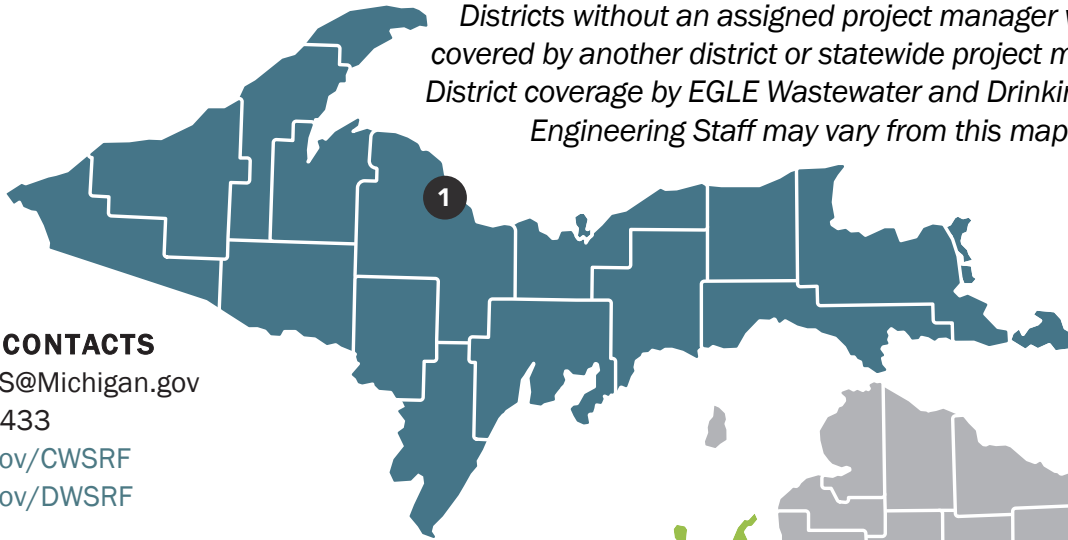 Districts without an assigned project manager
covered by another district or statewide project
District coverage by EGLE Wastewater and
Engineering Staff may vary from this map
1
CONTACTS
S@Michigan.gov
433
ov/CWSRF
ov/DWSRF